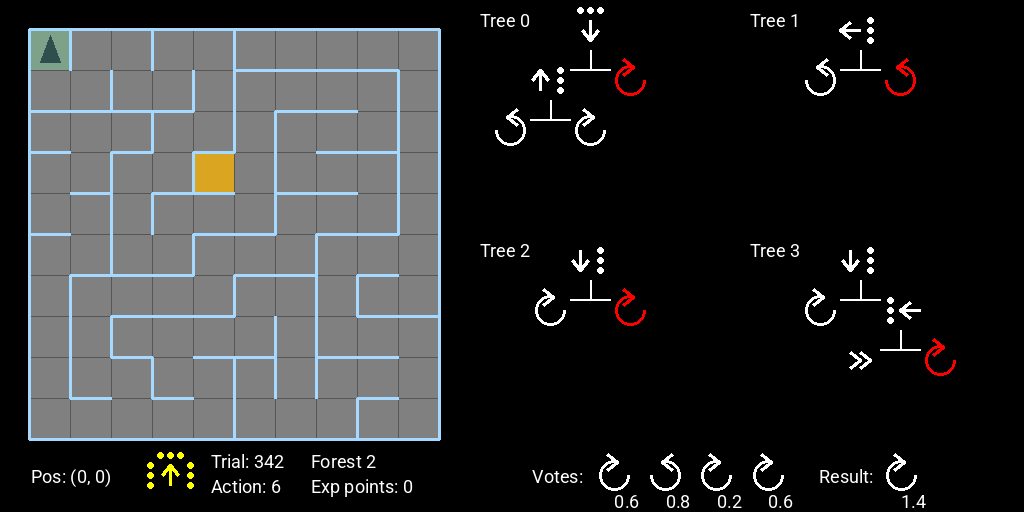 Tree 0
Tree 1
Tree 2
Tree 3
Pos: (0, 0)
Trial: 342
Forest 2
Action: 6
Exp points: 0
Votes:
0.6
0.8
0.2
0.6
Result:
1.4